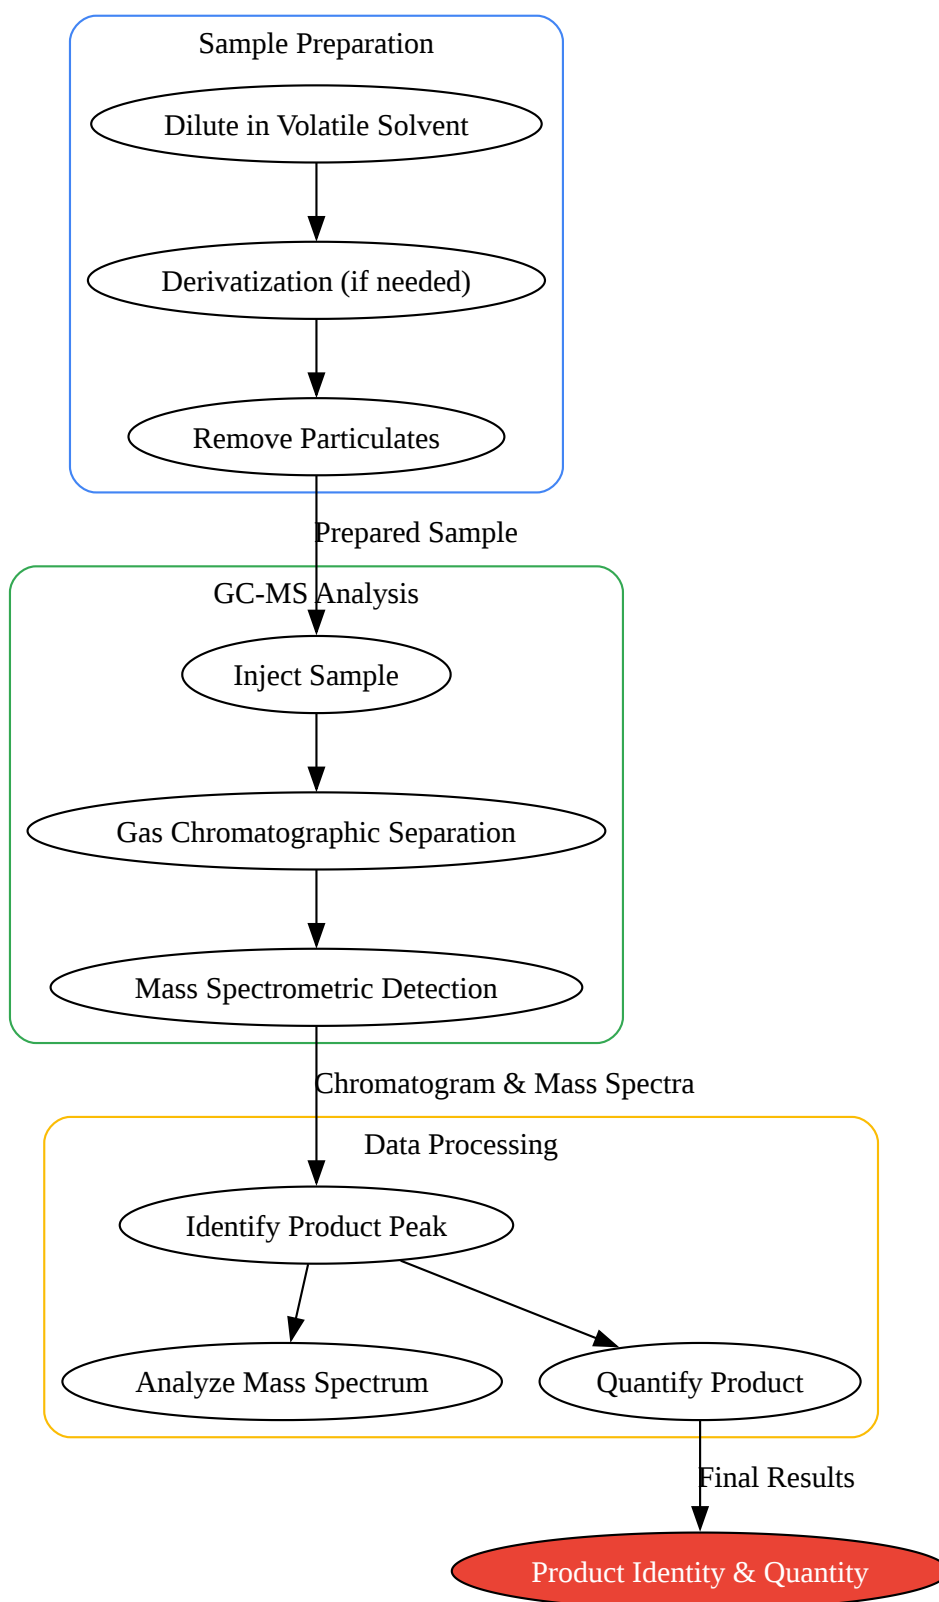 Sample Preparation
Dilute in Volatile Solvent
Derivatization (if needed)
Remove Particulates
Prepared Sample
GC-MS Analysis
Inject Sample
Gas Chromatographic Separation
Mass Spectrometric Detection
Chromatogram & Mass Spectra
Data Processing
Identify Product Peak
Analyze Mass Spectrum
Quantify Product
Final Results
Product Identity & Quantity